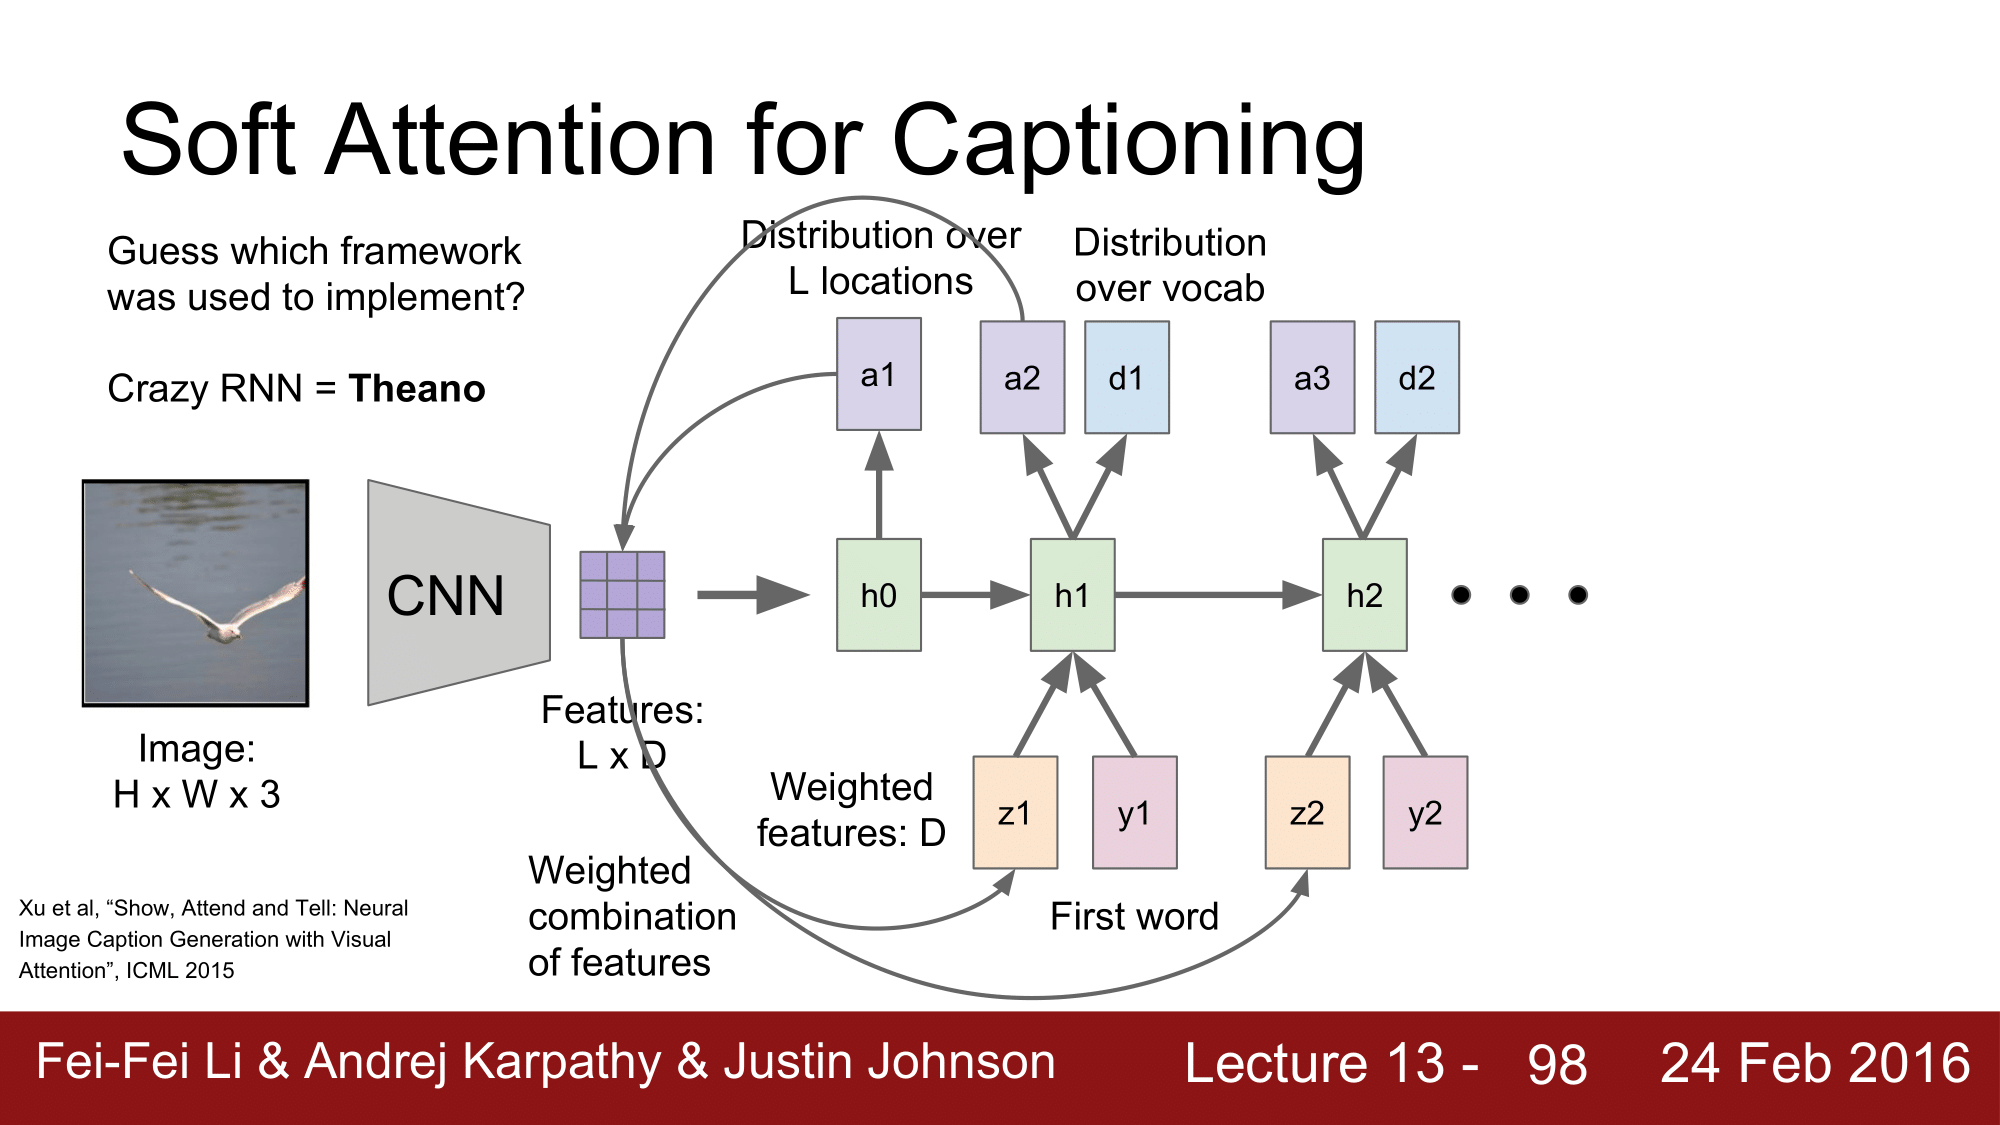 Soft Attention for Captioning
Guess which framework
was used to implement?
Crazy RNN = Theano
Distribution over
L locations
Distribution
over vocab
a1
a2
d1
a3
d2
CNN
h0
h1
h2
Features:
L x D
Image:
H x W x 3
Weighted
features: D
z1
y1
z2
y2
Weighted
combination
of features
First word
Xu et al, “Show, Attend and Tell: Neural
Image Caption Generation with Visual
Attention”, ICML 2015
Fei-Fei Li & Andrej Karpathy & Justin Johnson
Lecture 13 - 98
24 Feb 2016